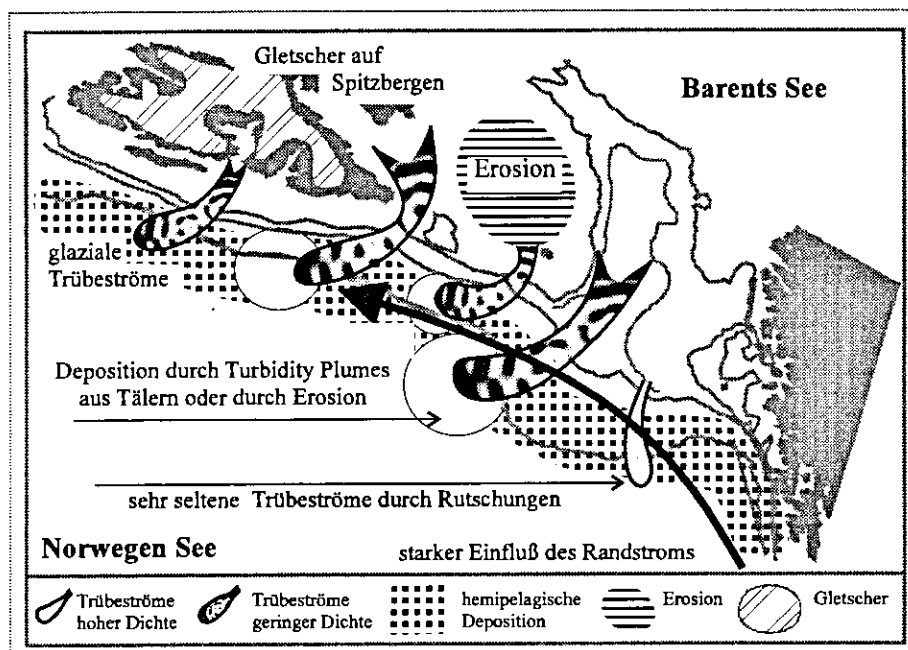 Gletscher auf
Spitzbergen
Barents See
Erosion
glaziale
Trübeströme
Deposition durch Turbidity Plumes
aus Tälern oder durch Erosion
sehr seltene Trübeströme durch Rutschungen
Norwegen See
starker Einfluß des Randstroms
Trübeströme
hoher Dichte
Trübeströme
geringer Dichte
hemipelagische
Deposition
Erosion
Gletscher